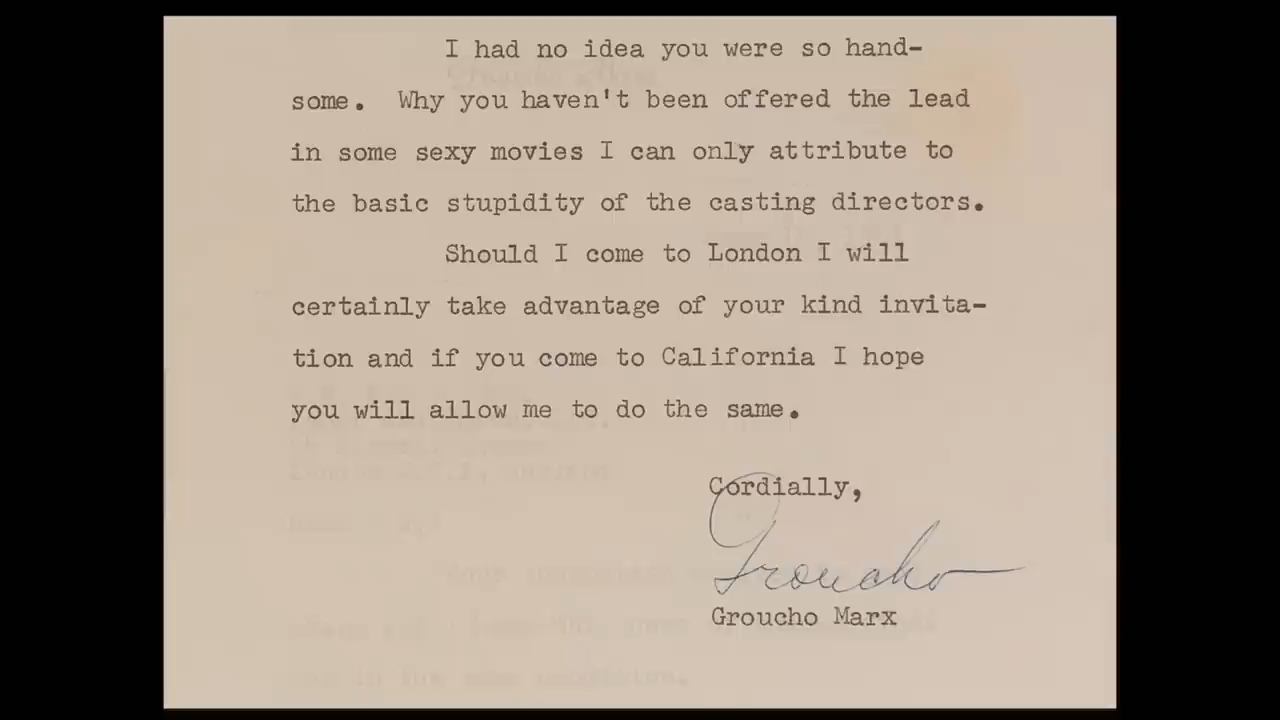 I had no idea you were so hand-
some. Why you haven't been offered the lead
in some sexy movies I can only attribute to
the basic stupidity of the casting directors.
Should I come to London I will
certainly take advantage of your kind invita-
tion and if you come to California I hope
you will allow me to do the same.
Cordially,
Groucho
Groucho Marx